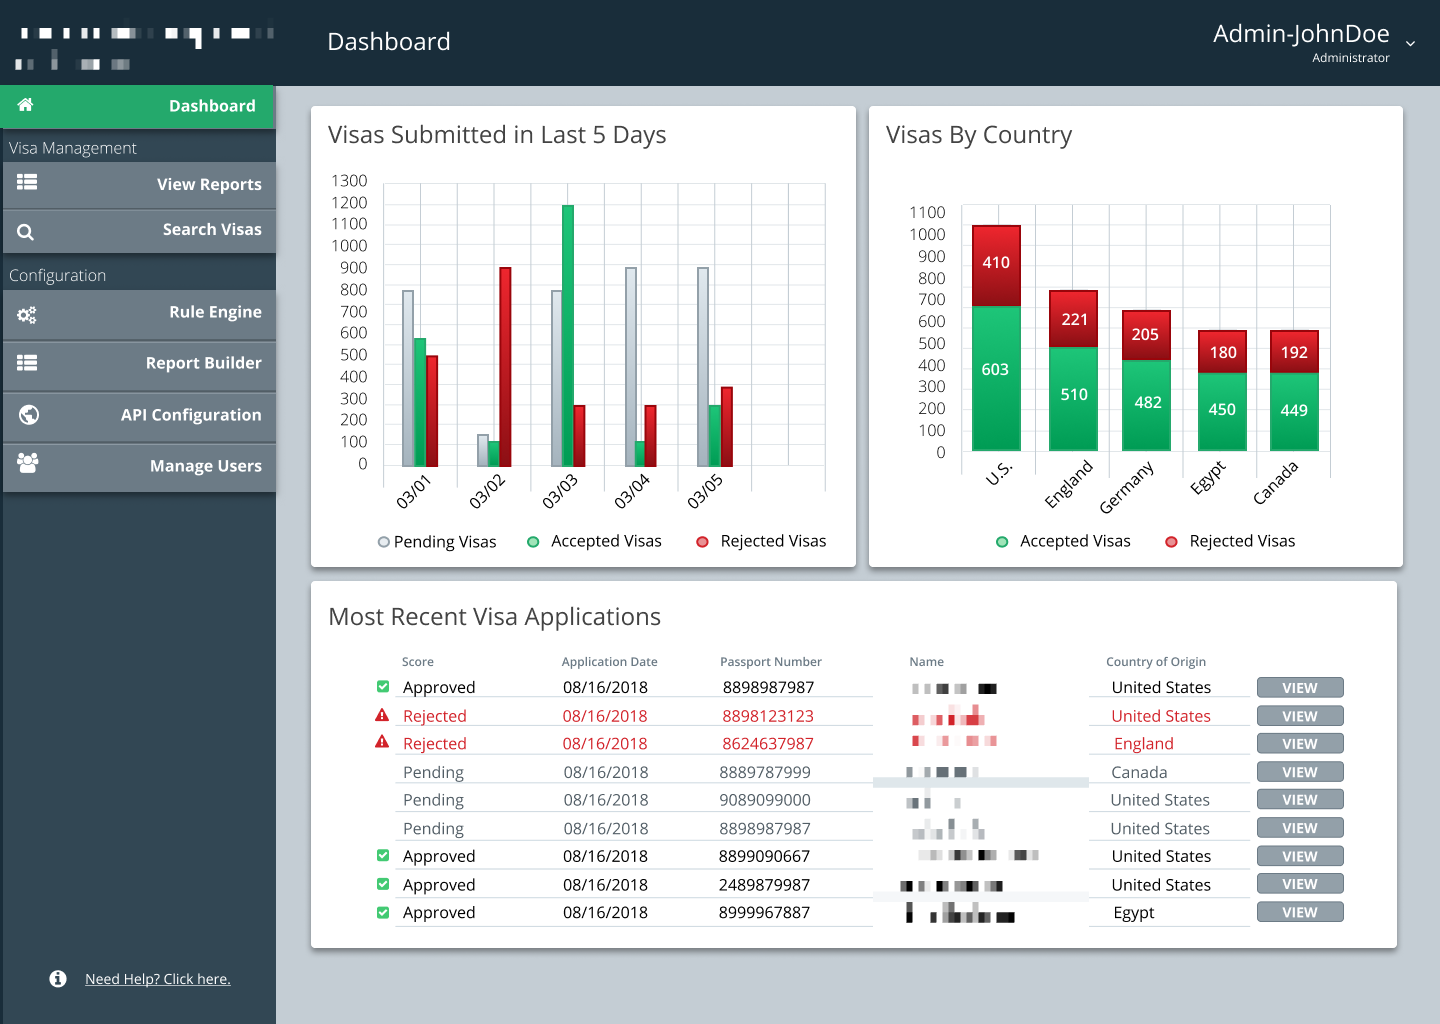 Dashboard
Admin-JohnDoe
Administrator
Dashboard
Visa Management
View Reports
Search Visas
Configuration
Rule Engine
Report Builder
API Configuration
Manage Users
Need Help? Click here.
Visas Submitted in Last 5 Days
1300
1200
1100
1000
900
800
700
600
500
400
300
200
100
0
03/01 03/02 03/03 03/04 03/05
Pending Visas Accepted Visas Rejected Visas
Visas By Country
1100
1000
900
800
700
600
500
400
300
200
100
0
410 221 205 180 192
603 510 482 450 449
U.S. England Germany Egypt Canada
Accepted Visas Rejected Visas
Most Recent Visa Applications
Score Application Date Passport Number Name Country of Origin
Approved 08/16/2018 8898987987 United States VIEW
Rejected 08/16/2018 8898123123 United States VIEW
Rejected 08/16/2018 8624637987 England VIEW
Pending 08/16/2018 8889787999 Canada VIEW
Pending 08/16/2018 9089099000 United States VIEW
Pending 08/16/2018 8898987987 United States VIEW
Approved 08/16/2018 8899090667 United States VIEW
Approved 08/16/2018 2489879987 United States VIEW
Approved 08/16/2018 8999967887 Egypt VIEW